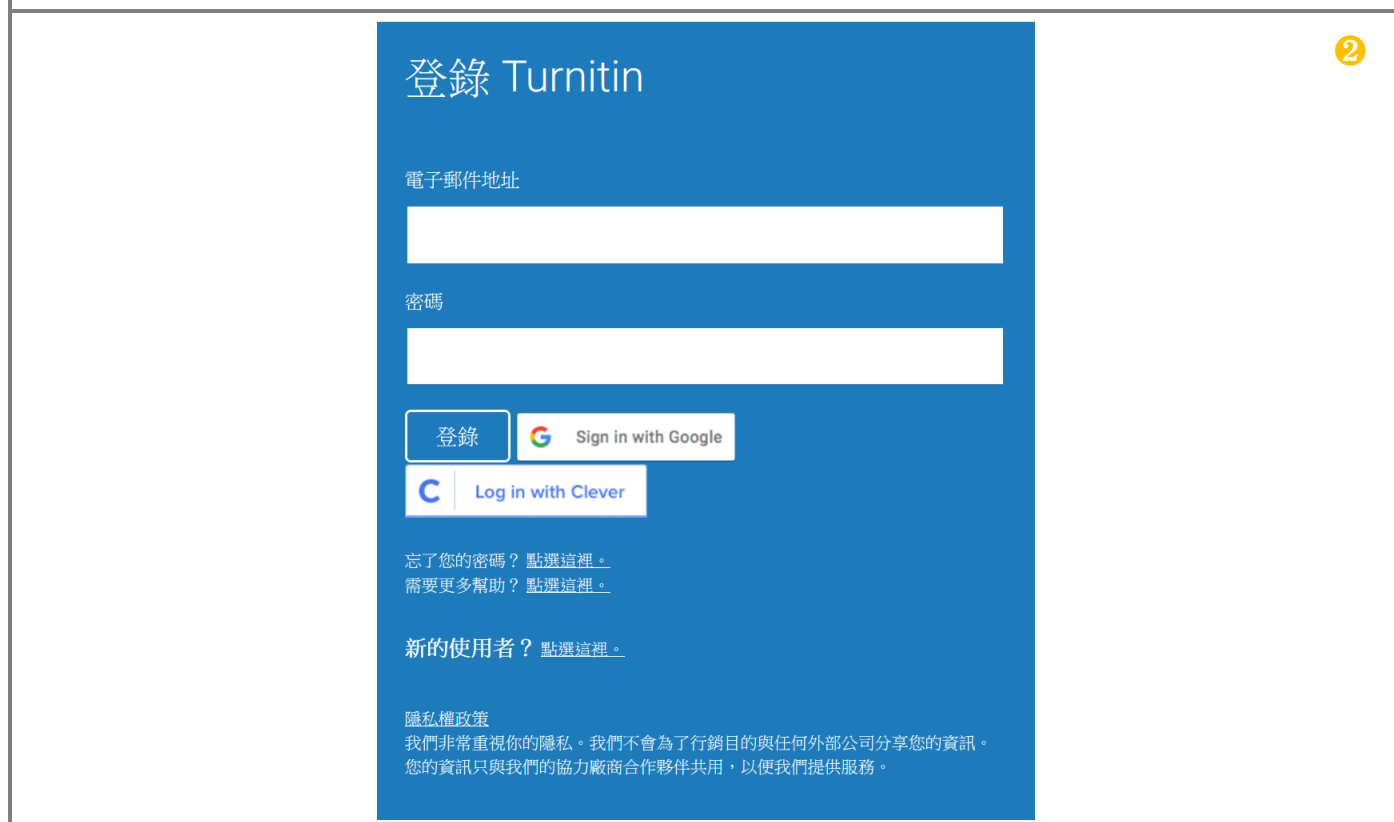 ❷
登錄 Turnitin
電子郵件地址
密碼
登錄
Sign in with Google
Log in with Clever
忘了您的密碼？ 點選這裡。
需要更多幫助？ 點選這裡。
新的使用者？ 點選這裡。
隱私權政策
我們非常重視你的隱私。我們不會為了行銷目的與任何外部公司分享您的資訊。
您的資訊只與我們的協力廠商合作夥伴共用，以便我們提供服務。